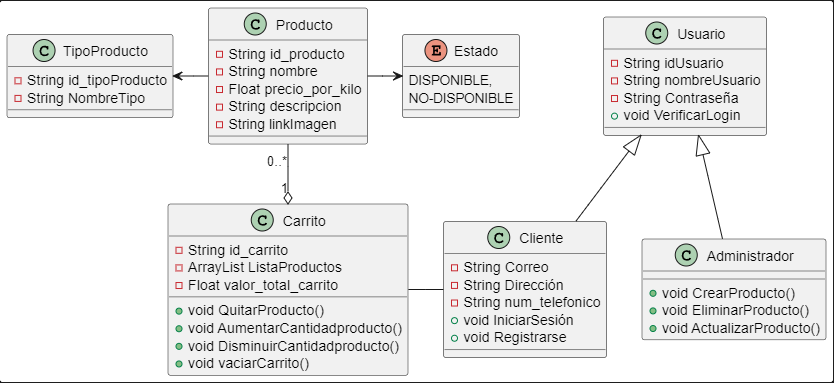 C Producto
String id_producto
String nombre
Float precio_por_kilo
String descripcion
String linkImagen
C TipoProducto
String id_tipoProducto
String NombreTipo
E Estado
DISPONIBLE,
NO-DISPONIBLE
C Usuario
String idUsuario
String nombreUsuario
String Contraseña
void VerificarLogin
0..*
1
C Carrito
String id_carrito
ArrayList ListaProductos
Float valor_total_carrito
void QuitarProducto()
void AumentarCantidadproducto()
void DisminuirCantidadproducto()
void vaciarCarrito()
C Cliente
String Correo
String Dirección
String num_telefonico
void IniciarSesión
void Registrarse
C Administrador
void CrearProducto()
void EliminarProducto()
void ActualizarProducto()